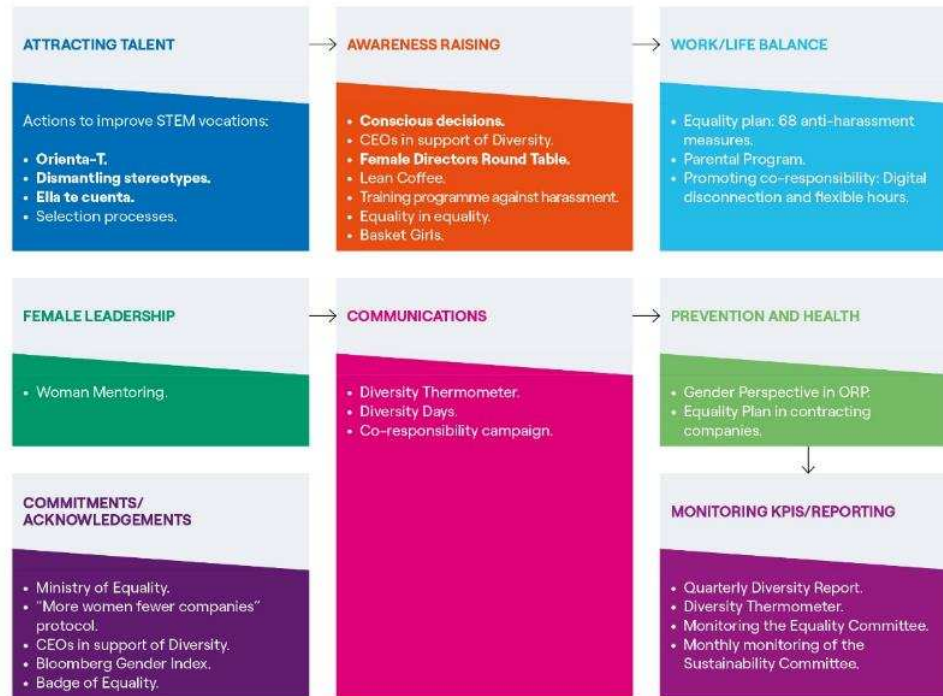 ATTRACTING TALENT
Actions to improve STEM vocations:
• Orienta-T.
• Dismantling stereotypes.
• Ella te cuenta.
• Selection processes.
AWARENESS RAISING
• Conscious decisions.
• CEOs in support of Diversity.
• Female Directors Round Table.
• Lean Coffee.
• Training programme against harassment.
• Equality in equality.
• Basket Girls.
WORK/LIFE BALANCE
• Equality plan: 68 anti-harassment
measures.
• Parental Program.
• Promoting co-responsibility: Digital
disconnection and flexible hours.
FEMALE LEADERSHIP
• Woman Mentoring.
COMMUNICATIONS
• Diversity Thermometer.
• Diversity Days.
• Co-responsibility campaign.
PREVENTION AND HEALTH
• Gender Perspective in ORP.
• Equality Plan in contracting
companies.
COMMITMENTS/
ACKNOWLEDGEMENTS
• Ministry of Equality.
• "More women fewer companies"
protocol.
• CEOs in support of Diversity.
• Bloomberg Gender Index.
• Badge of Equality.
MONITORING KPIS/REPORTING
• Quarterly Diversity Report.
• Diversity Thermometer.
• Monitoring the Equality Committee.
• Monthly monitoring of the
Sustainability Committee.